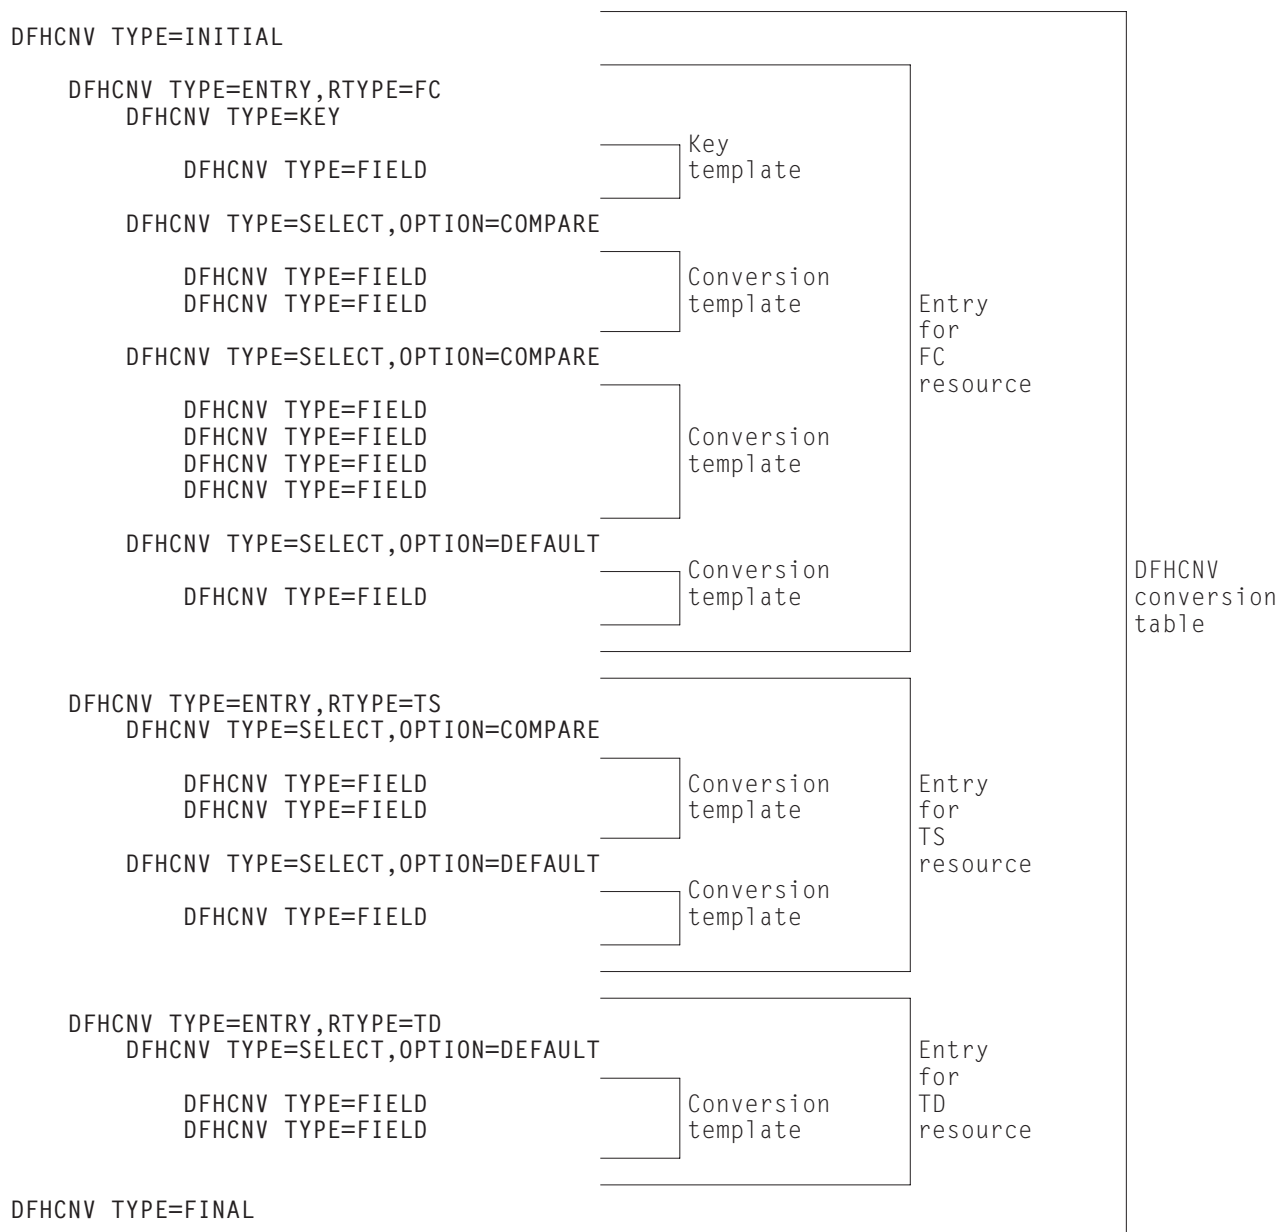 DFHCNV TYPE=INITIAL
DFHCNV TYPE=ENTRY,RTYPE=FC
DFHCNV TYPE=KEY
Key
DFHCNV TYPE=FIELD template
DFHCNV TYPE=SELECT,OPTION=COMPARE
DFHCNV TYPE=FIELD Conversion
DFHCNV TYPE=FIELD template Entry
for
DFHCNV TYPE=SELECT,OPTION=COMPARE FC
resource
DFHCNV TYPE=FIELD
DFHCNV TYPE=FIELD Conversion
DFHCNV TYPE=FIELD template
DFHCNV TYPE=FIELD
DFHCNV TYPE=SELECT,OPTION=DEFAULT
Conversion DFHCNV
DFHCNV TYPE=FIELD template conversion
table
DFHCNV TYPE=ENTRY,RTYPE=TS
DFHCNV TYPE=SELECT,OPTION=COMPARE
DFHCNV TYPE=FIELD Conversion Entry
DFHCNV TYPE=FIELD template for
TS
DFHCNV TYPE=SELECT,OPTION=DEFAULT resource
Conversion
DFHCNV TYPE=FIELD template
DFHCNV TYPE=ENTRY,RTYPE=TD
DFHCNV TYPE=SELECT,OPTION=DEFAULT Entry
for
DFHCNV TYPE=FIELD Conversion TD
DFHCNV TYPE=FIELD template resource
DFHCNV TYPE=FINAL